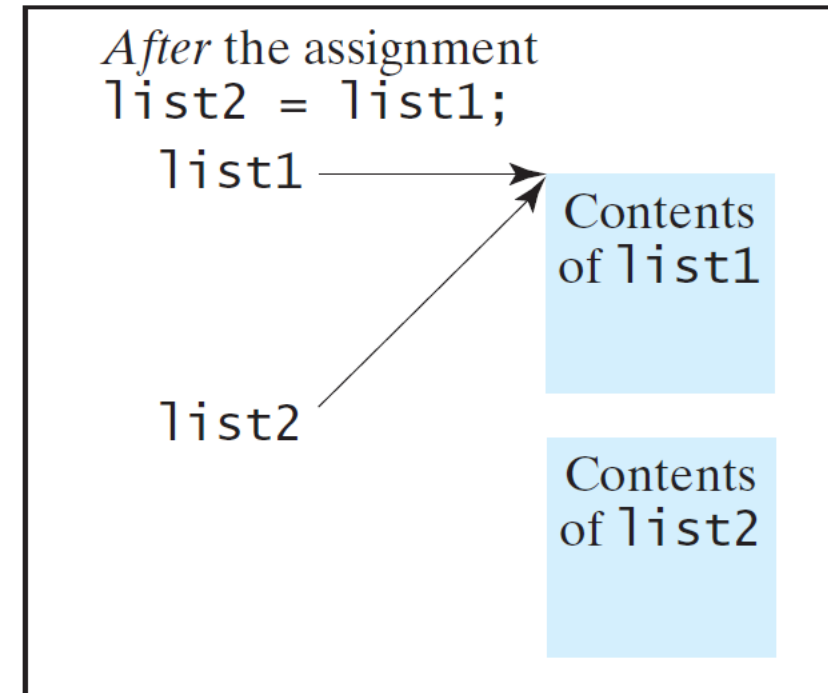 After the assignment
list2 = list1;
list1
Contents
of list1
list2
Contents
of list2